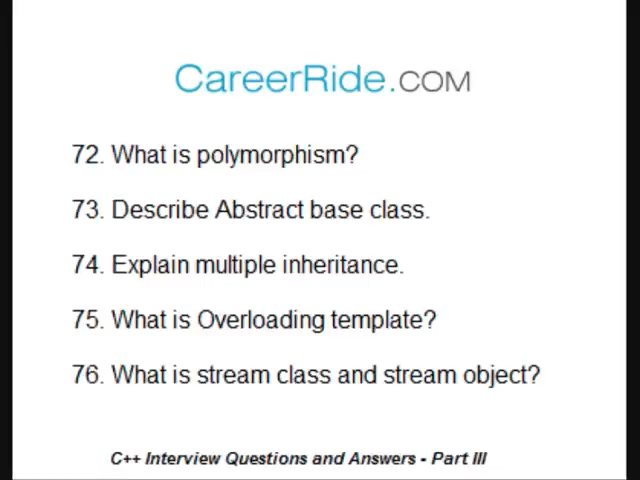 CareerRide.COM
72. What is polymorphism?
73. Describe Abstract base class.
74. Explain multiple inheritance.
75. What is Overloading template?
76. What is stream class and stream object?
C++ Interview Questions and Answers - Part III